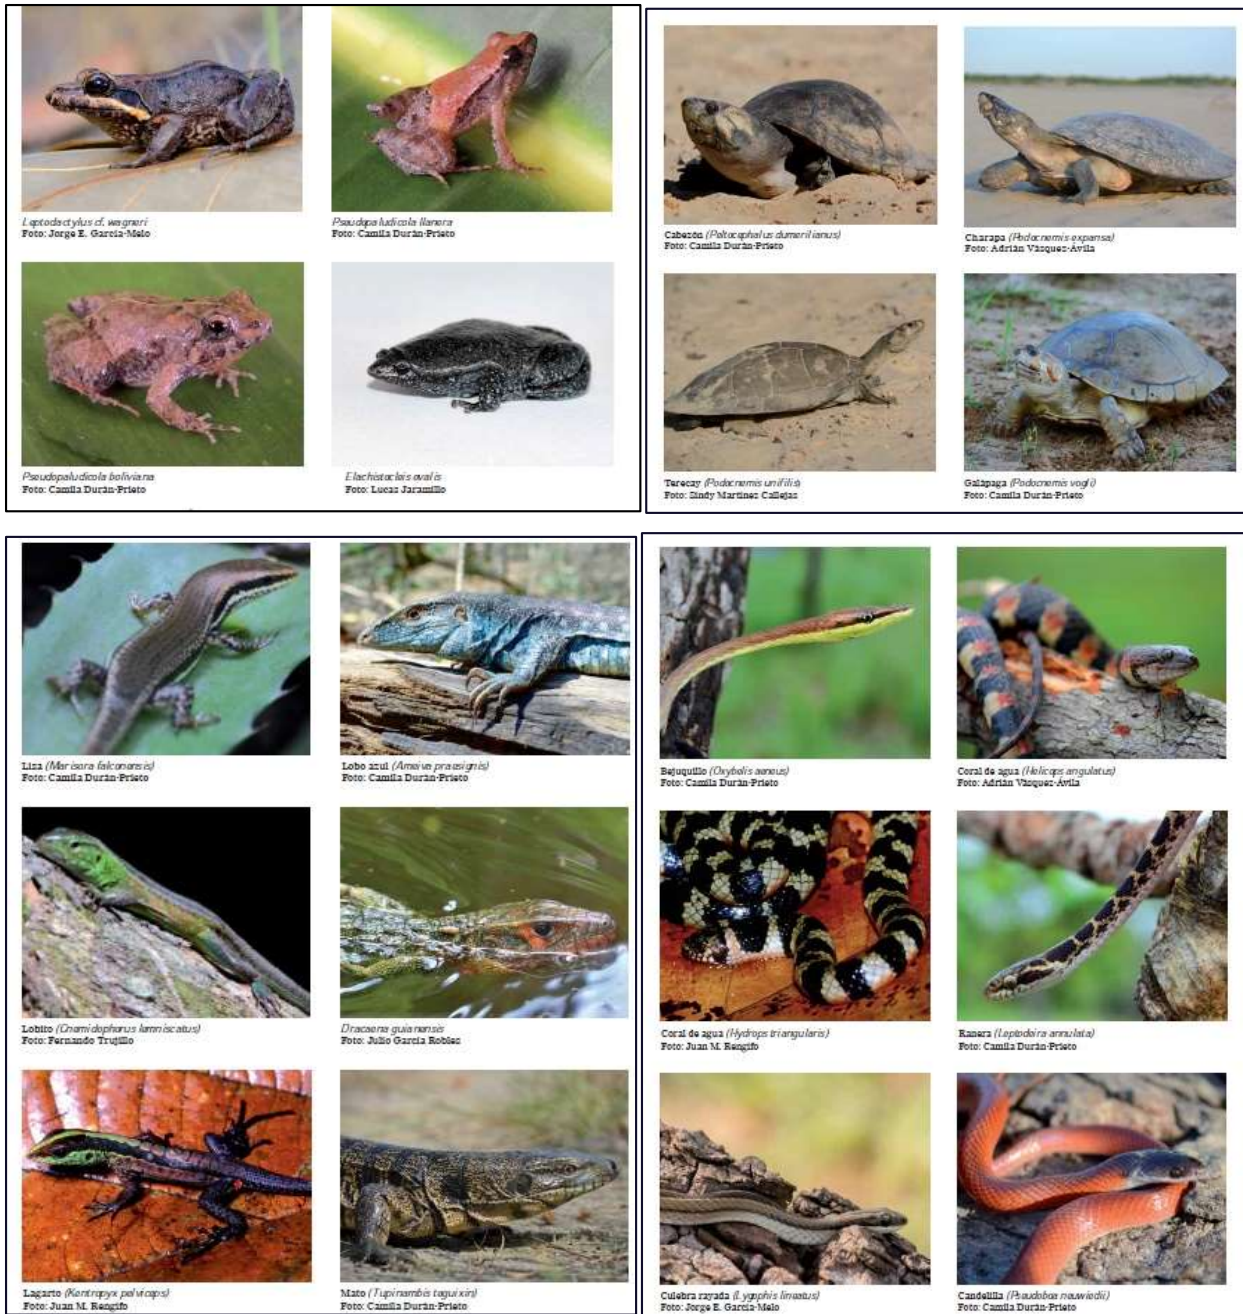 Leptodactylus cf. wagneri
Foto: Jorge E. García-Melo
Pseudopaludicola llanera
Foto: Camila Durán-Prieto
Pseudopaludicola boliviana
Foto: Camila Durán-Prieto
Elachistocleis ovalis
Foto: Lucas Jaramillo
Cabezón (Peltocephalus dumerilianus)
Foto: Camila Durán-Prieto
Charapa (Podocnemis expansa)
Foto: Adrián Vásquez-Ávila
Terecay (Podocnemis unifilis)
Foto: Sindy Martínez Callejas
Galápaga (Podocnemis vogli)
Foto: Camila Durán-Prieto
Lisa (Marisora falconensis)
Foto: Camila Durán-Prieto
Lobo azul (Ameiva praesignis)
Foto: Camila Durán-Prieto
Lobito (Cnemidophorus lemniscatus)
Foto: Fernando Trujillo
Dracaena guianensis
Foto: Julio García Robles
Lagarto (Kentropyx pelviceps)
Foto: Juan M. Rengifo
Mato (Tupinambis teguixin)
Foto: Camila Durán-Prieto
Bejuquillo (Oxybelis aeneus)
Foto: Camila Durán-Prieto
Coral de agua (Helicops angulatus)
Foto: Adrián Vásquez-Ávila
Coral de agua (Hydrops triangularis)
Foto: Juan M. Rengifo
Ranera (Leptodeira annulata)
Foto: Camila Durán-Prieto
Culebra rayada (Lygophis lineatus)
Foto: Jorge E. García-Melo
Candelilla (Pseudoboa neuwiedii)
Foto: Camila Durán-Prieto